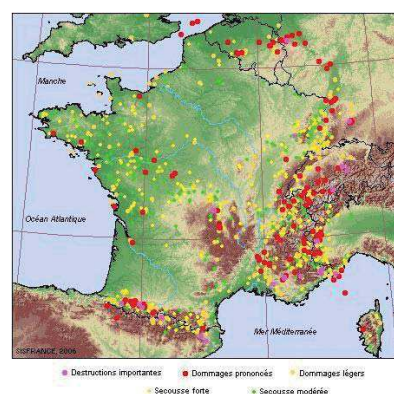 Manche
Océan Atlantique
Mer Méditerranée
SISFRANCE, 2006
Destructions importantes Dommages prononcés Dommages légers
Secousse forte Secousse modérée